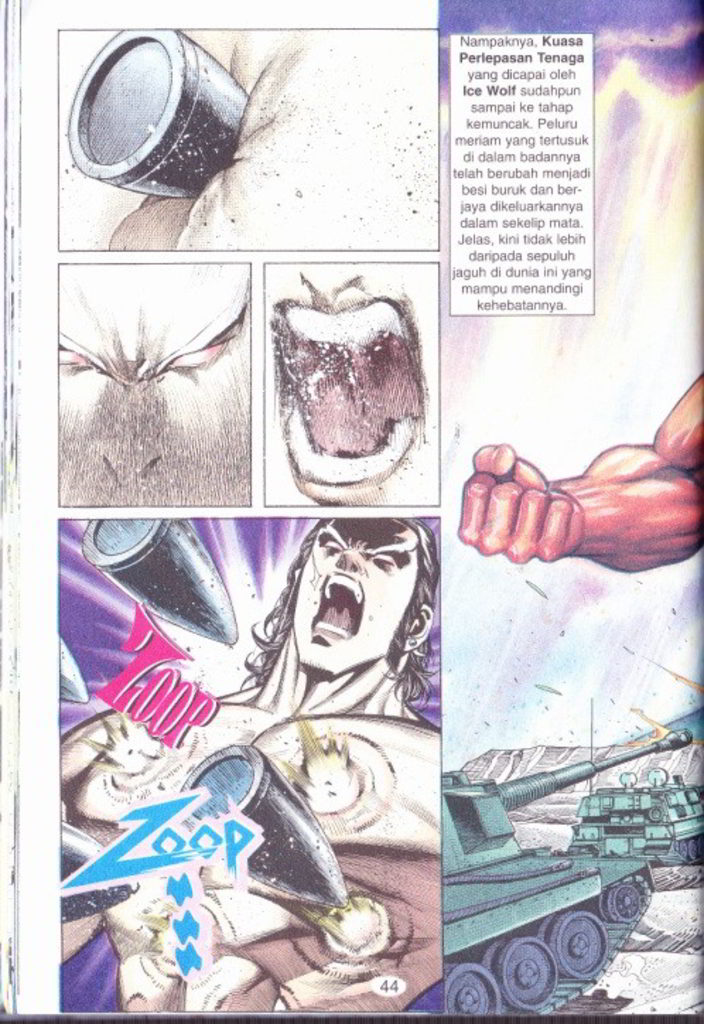 Nampaknya, Kuasa
Perlepasan Tenaga
yang dicapai oleh
Ice Wolf sudahpun
sampai ke tahap
kemuncak. Peluru
meriam yang tertusuk
di dalam badannya
telah berubah menjadi
besi buruk dan ber-
jaya dikeluarkannya
dalam sekelip mata.
Jelas, kini tidak lebih
daripada sepuluh
jaguh di dunia ini yang
mampu menandingi
kehebatannya.
ZOOP
ZOOP
44